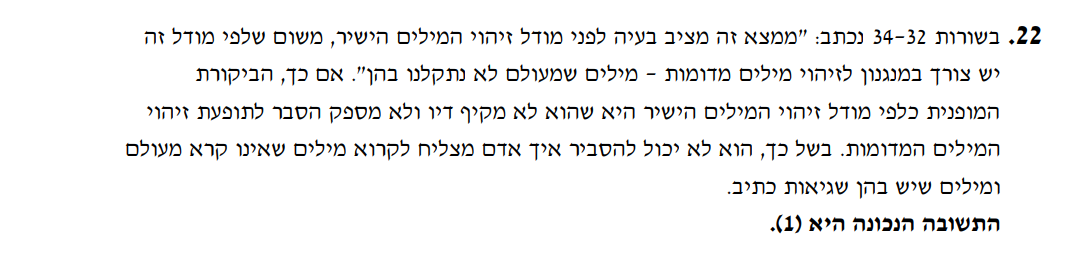 22. בשורות 34-32 נכתב: "ממצא זה מציב בעיה לפני מודל זיהוי המילים הישיר, משום שלפי מודל זה
יש צורך במנגנון לזיהוי מילים מדומות – מילים שמעולם לא נתקלנו בהן". אם כך, הביקורת
המופנית כלפי מודל זיהוי המילים הישיר היא שהוא לא מקיף דיו ולא מספק הסבר לתופעת זיהוי
המילים המדומות. בשל כך, הוא לא יכול להסביר איך אדם מצליח לקרוא מילים שאינו קרא מעולם
ומילים שיש בהן שגיאות כתיב.
התשובה הנכונה היא (1).